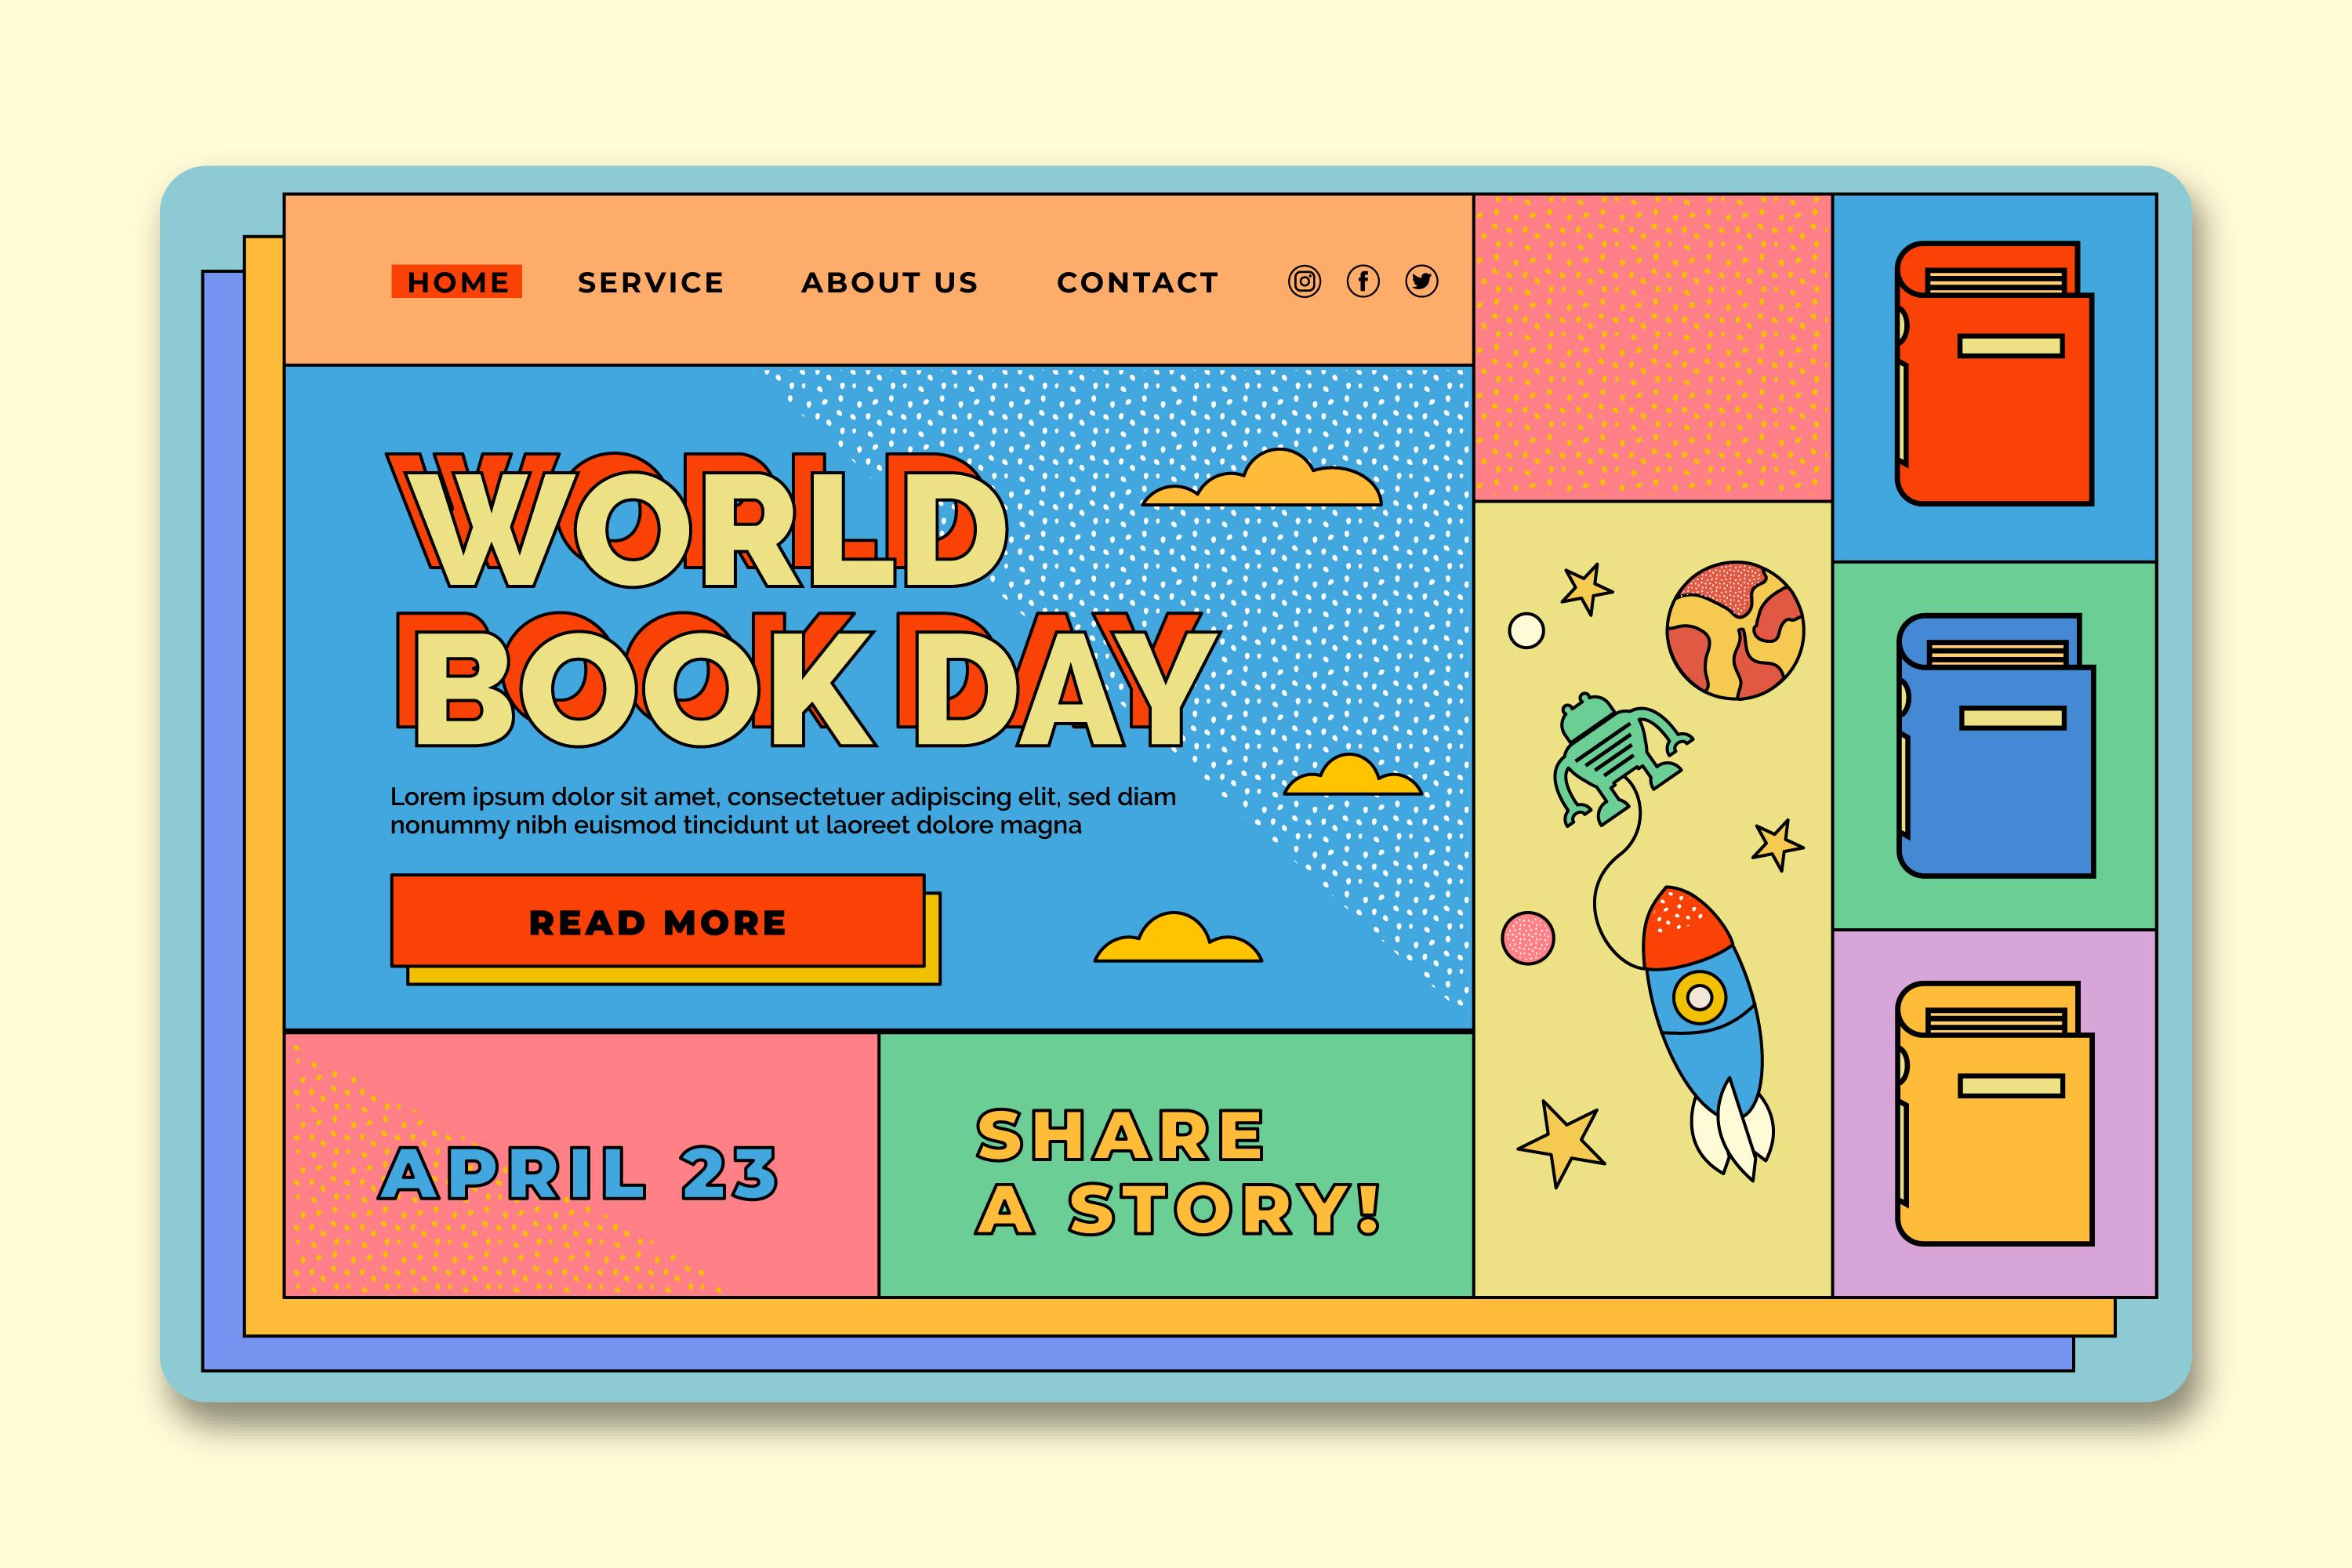 HOME SERVICE ABOUT US CONTACT
WORLD
BOOK DAY
Lorem ipsum dolor sit amet, consectetuer adipiscing elit, sed diam
nonummy nibh euismod tincidunt ut laoreet dolore magna
READ MORE
APRIL 23
SHARE
A STORY!